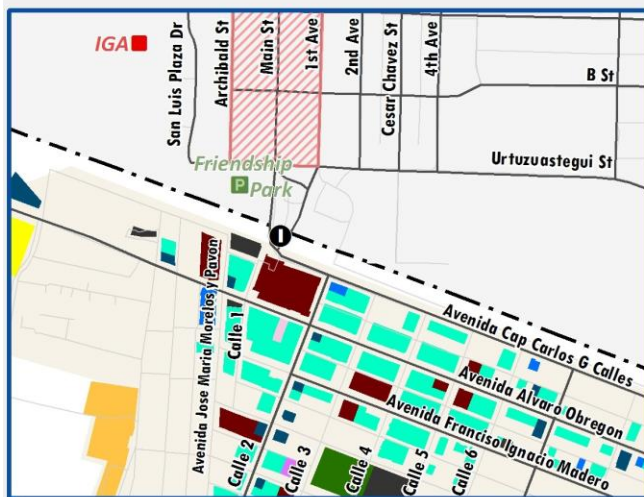 IGA
San Luis Plaza Dr
Archibald St
Main St
1st Ave
2nd Ave
Cesar Chavez St
4th Ave
B St
Urtuzuastegui St
Friendship
Park
P
I
Avenida Cap Carlos G Calles
Avenida Alvaro Obregon
Avenida Franciso Ignacio Madero
Avenida Jose Maria Morelos y Pavon
Calle 1
Calle 2
Calle 3
Calle 4
Calle 5
Calle 6